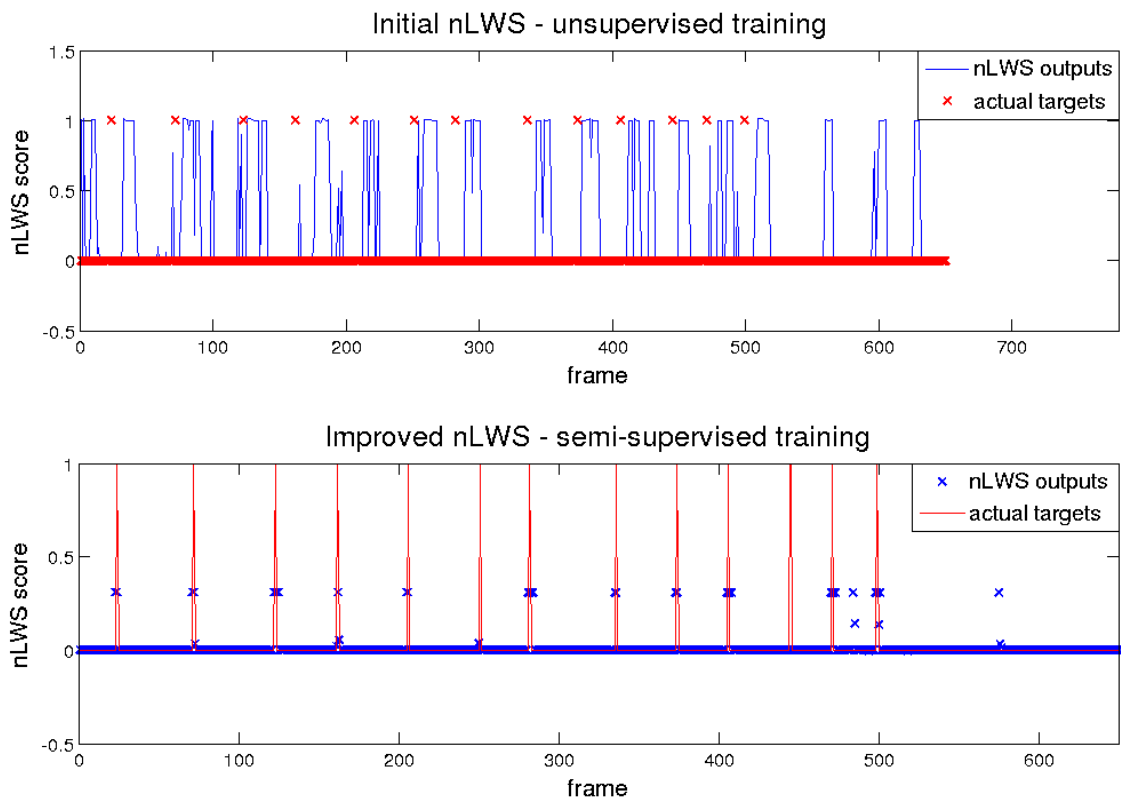 Initial nLWS - unsupervised training
1.5
nLWS outputs
actual targets
1
0.5
0
-0.5
nLWS score
0 100 200 300 400 500 600 700
frame
Improved nLWS - semi-supervised training
1
nLWS outputs
actual targets
0.5
0
-0.5
nLWS score
0 100 200 300 400 500 600
frame